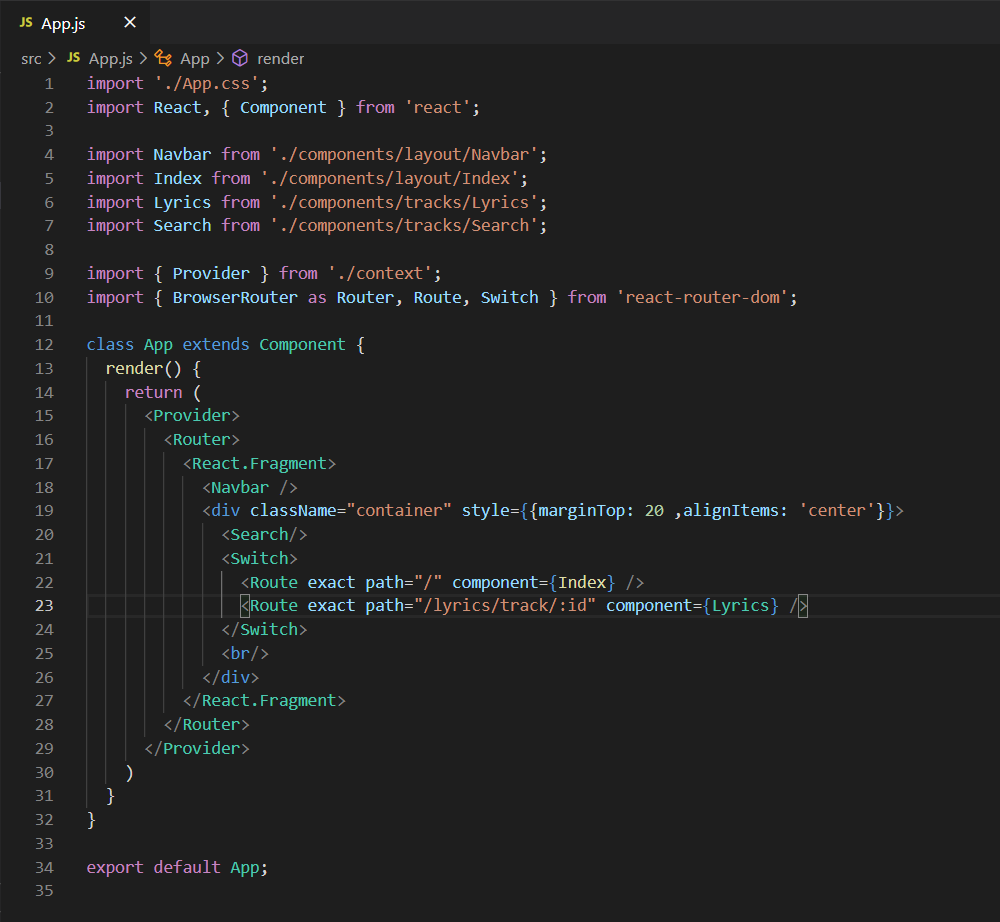 JS App.js ×
src > JS App.js > App > render
1 import './App.css';
2 import React, { Component } from 'react';
3
4 import Navbar from './components/layout/Navbar';
5 import Index from './components/layout/Index';
6 import Lyrics from './components/tracks/Lyrics';
7 import Search from './components/tracks/Search';
8
9 import { Provider } from './context';
10 import { BrowserRouter as Router, Route, Switch } from 'react-router-dom';
11
12 class App extends Component {
13   render() {
14     return (
15       <Provider>
16         <Router>
17           <React.Fragment>
18             <Navbar />
19             <div className="container" style={{marginTop: 20 ,alignItems: 'center'}}>
20               <Search/>
21               <Switch>
22                 <Route exact path="/" component={Index} />
23                 <Route exact path="/lyrics/track/:id" component={Lyrics} />
24               </Switch>
25               <br/>
26             </div>
27           </React.Fragment>
28         </Router>
29       </Provider>
30     )
31   }
32 }
33
34 export default App;
35